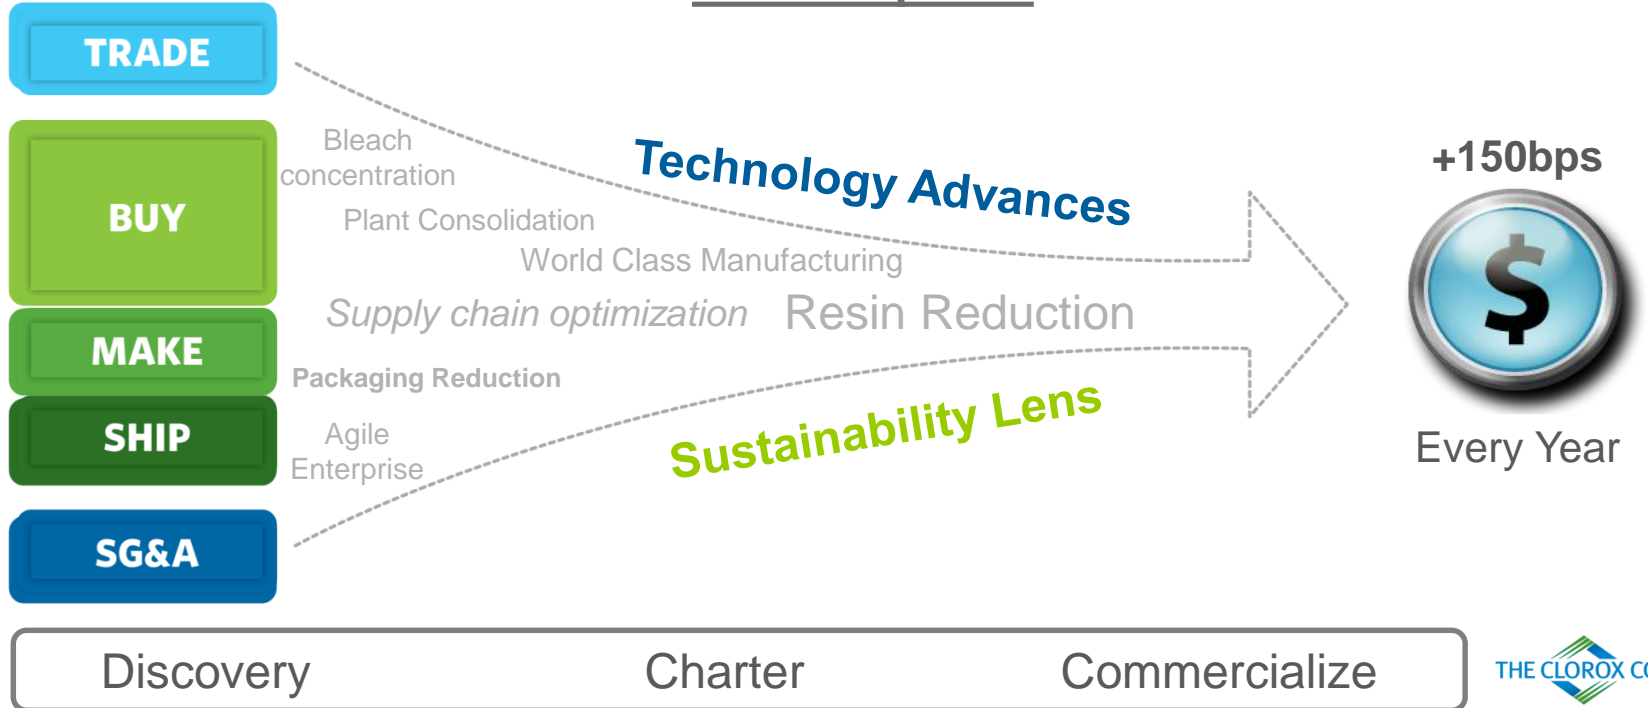 TRADE
BUY
MAKE
SHIP
SG&A
Bleach
concentration
Plant Consolidation
World Class Manufacturing
Supply chain optimization
Resin Reduction
Packaging Reduction
Agile
Enterprise
Technology Advances
Sustainability Lens
+150bps
$
Every Year
Discovery
Charter
Commercialize
THE CLOROX CO